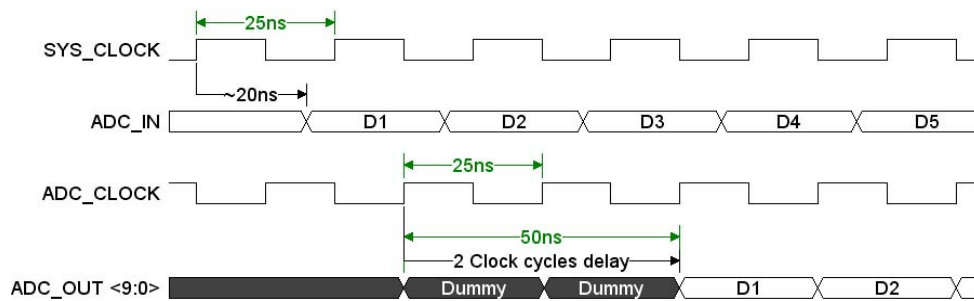 25ns
SYS_CLOCK
~20ns
ADC_IN D1 D2 D3 D4 D5
25ns
ADC_CLOCK
50ns
2 Clock cycles delay
ADC_OUT <9:0> Dummy Dummy D1 D2